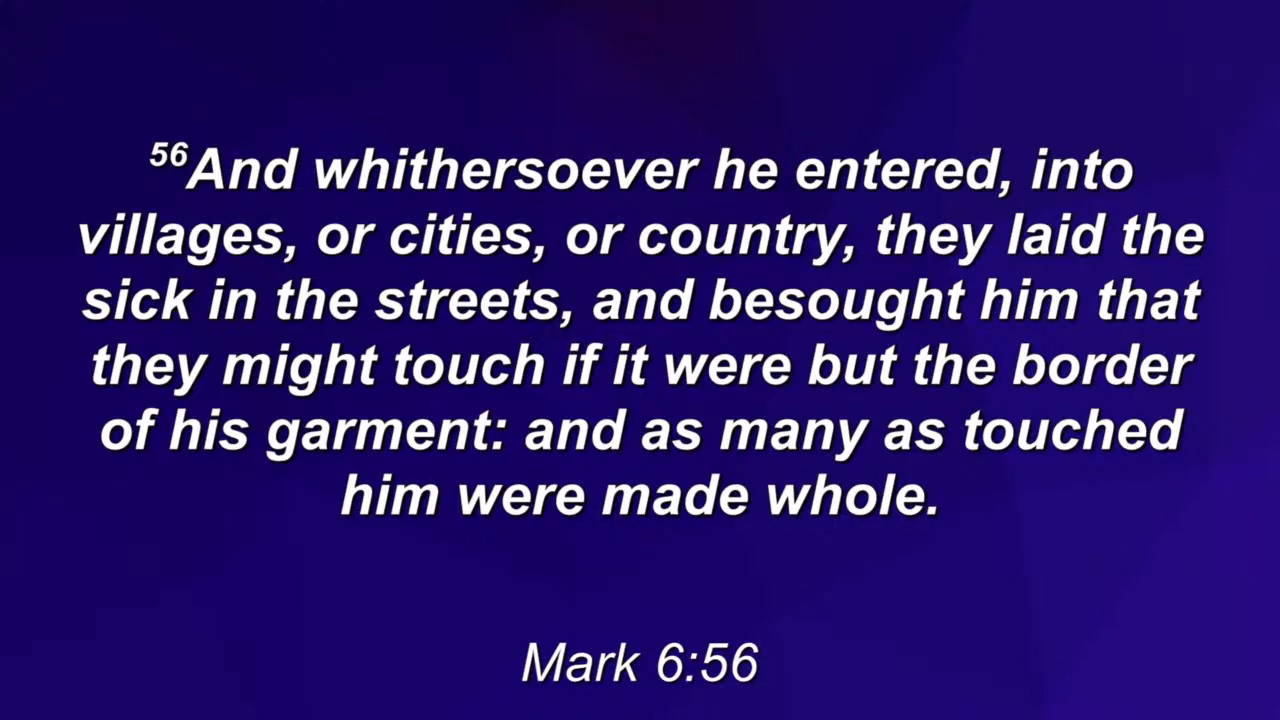 56And whithersoever he entered, into
villages, or cities, or country, they laid the
sick in the streets, and besought him that
they might touch if it were but the border
of his garment: and as many as touched
him were made whole.
Mark 6:56